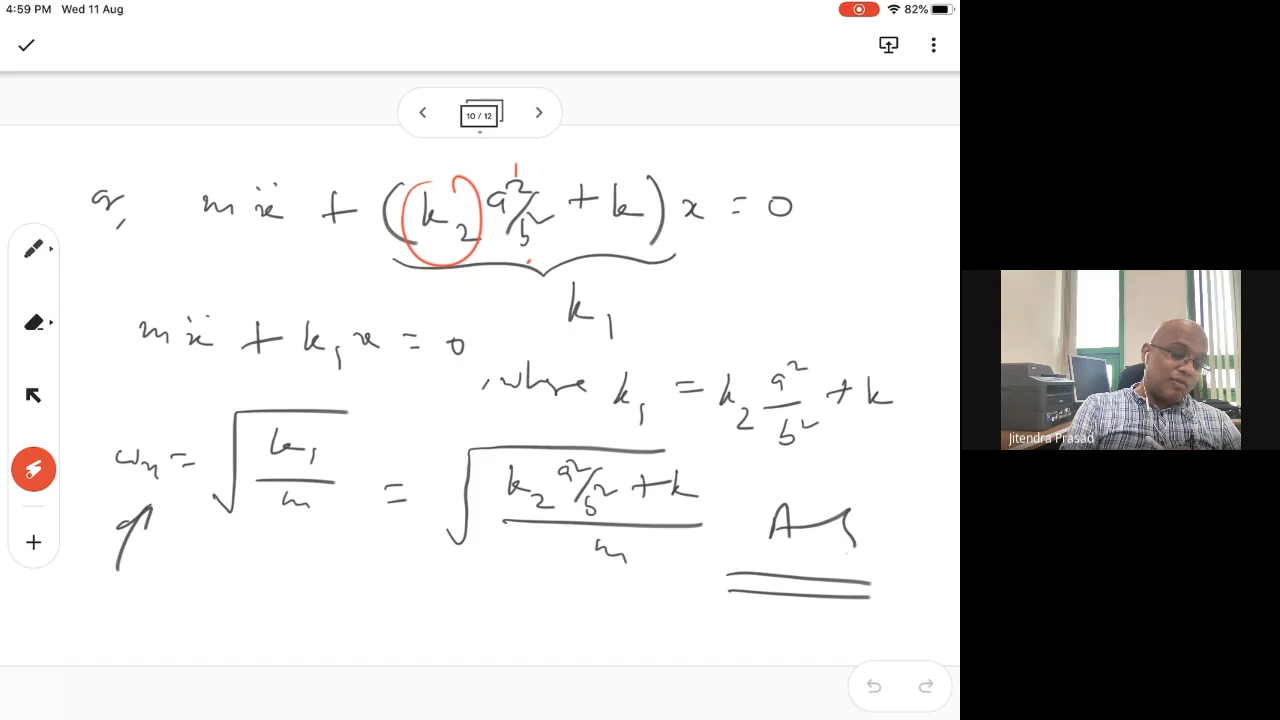 4:59 PM Wed 11 Aug
82%
10 / 12
or, mẍ + (k₂ a²/b² + k) x = 0
k₁
mẍ + k₁x = 0
, where k₁ = k₂ a²/b² + k
ωₙ = √(k₁/m) = √((k₂ a²/b² + k)/m) Ans
Jitendra Prasad